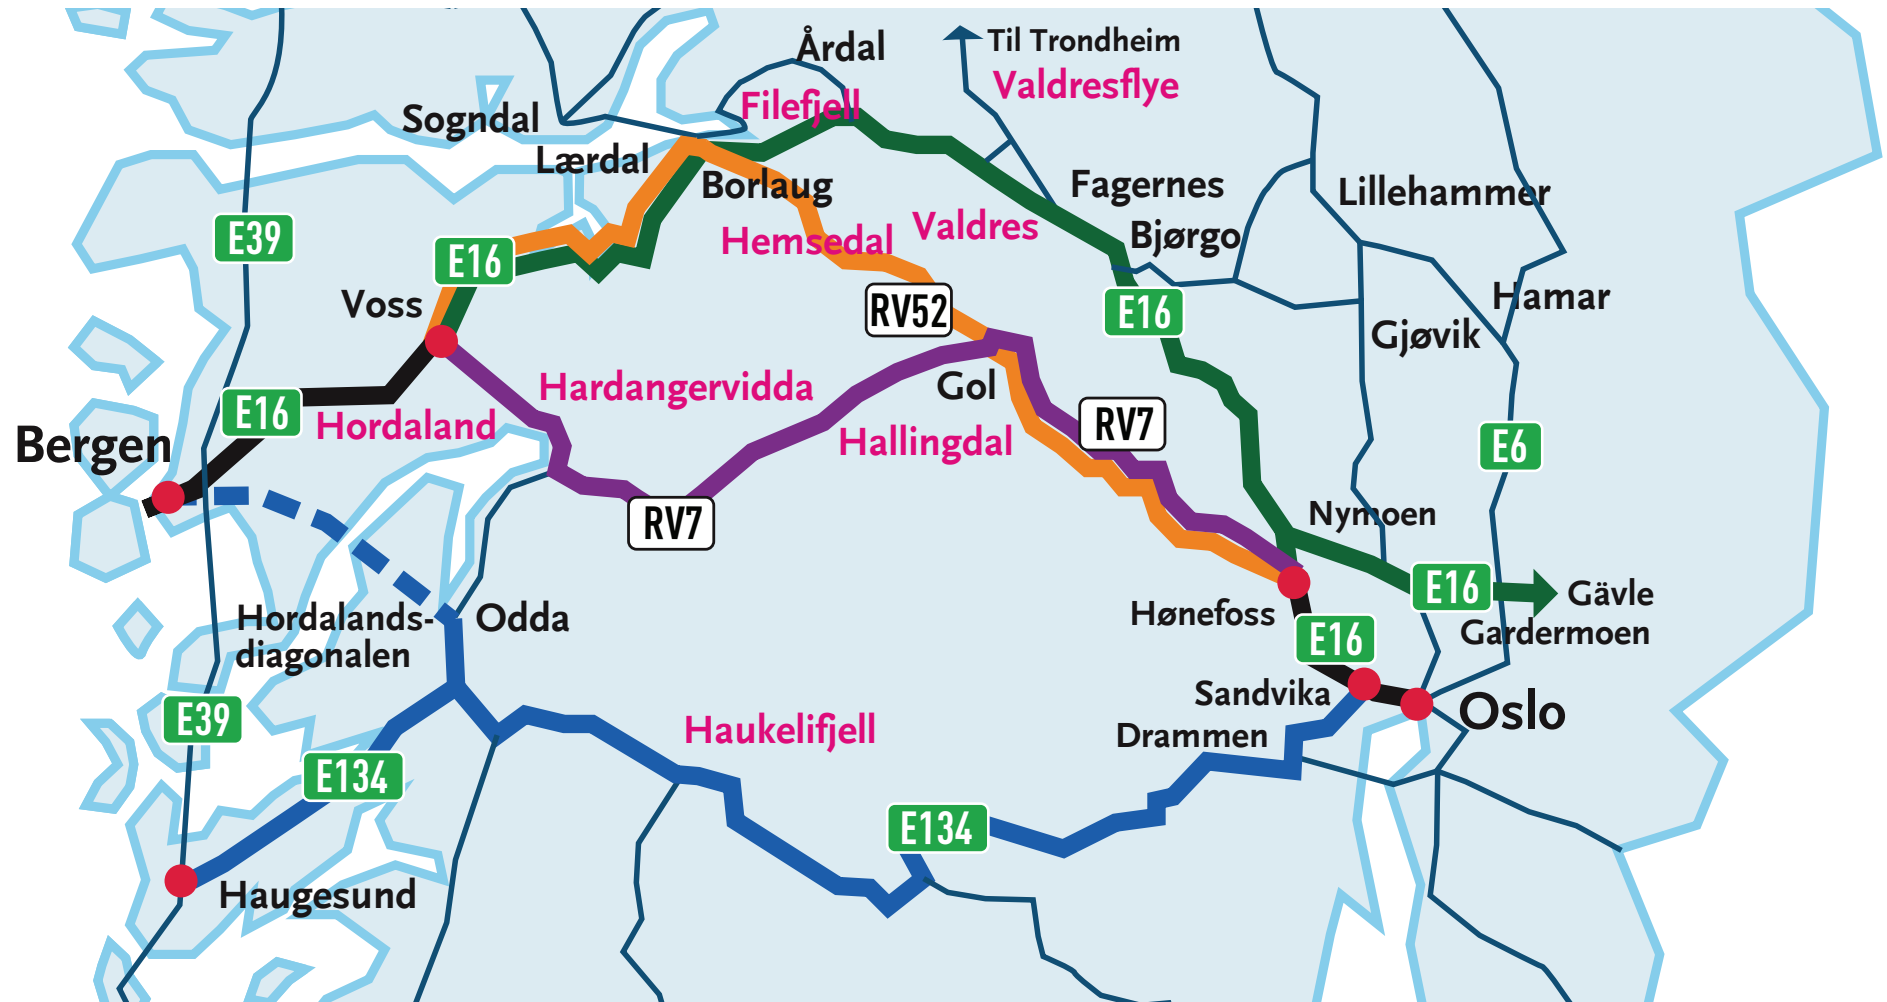 Årdal
Til Trondheim
Valdresflye
Filefjell
Sogndal
Lærdal
Borlaug
Fagernes
Lillehammer
E39
Hemsedal
Valdres
Bjørgo
E16
Voss
RV52
E16
Hamar
Gjøvik
Hardangervidda
Gol
E16
Hordaland
Hallingdal
RV7
Bergen
E6
RV7
Nymoen
E16
Gävle
Hordalands-
diagonalen
Odda
Hønefoss
E16
Gardermoen
Sandvika
Oslo
E39
Haukelifjell
Drammen
E134
E134
Haugesund